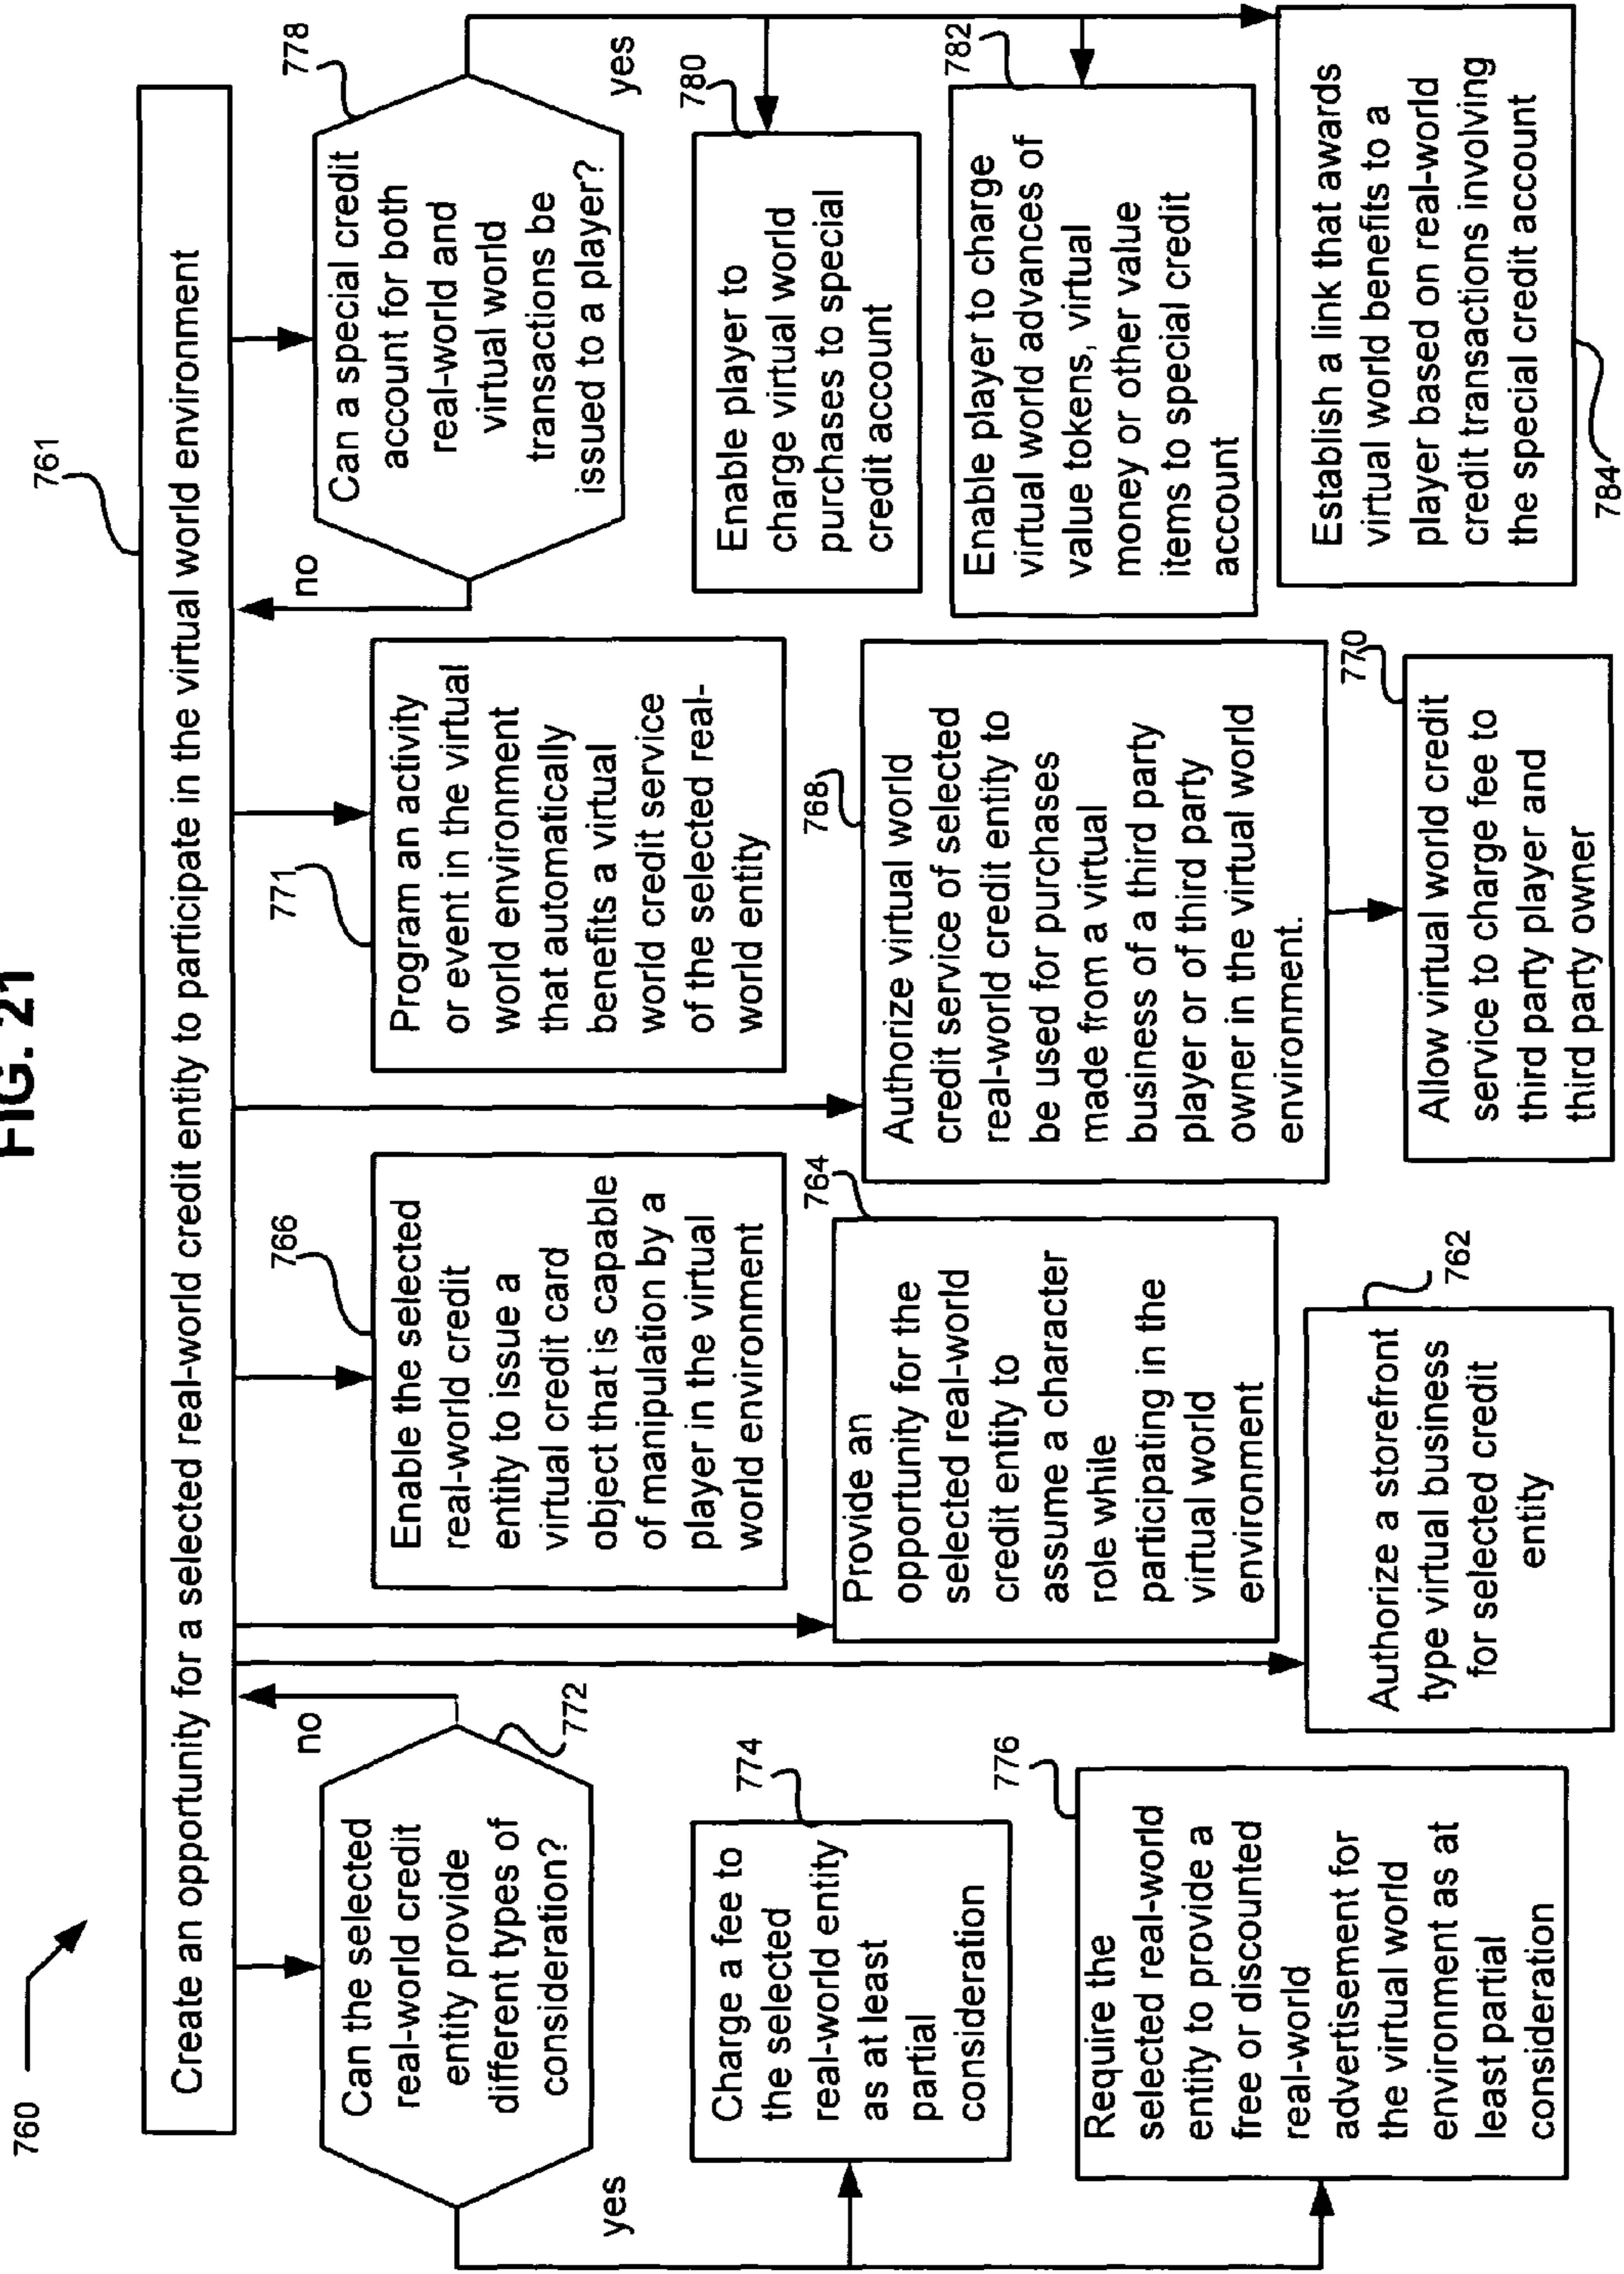 FIG. 21
760
761
Create an opportunity for a selected real-world credit entity to participate in the virtual world environment
Can the selected
real-world credit
entity provide
different types of
consideration?
772
no
yes
Charge a fee to
the selected
real-world entity
as at least
partial
consideration
774
Require the
selected real-world
entity to provide a
free or discounted
real-world
advertisement for
the virtual world
environment as at
least partial
consideration
776
766
Enable the selected
real-world credit
entity to issue a
virtual credit card
object that is capable
of manipulation by a
player in the virtual
world environment
764
Provide an
opportunity for the
selected real-world
credit entity to
assume a character
role while
participating in the
virtual world
environment
762
Authorize a storefront
type virtual business
for selected credit
entity
771
Program an activity
or event in the virtual
world environment
that automatically
benefits a virtual
world credit service
of the selected real-
world entity
768
Authorize virtual world
credit service of selected
real-world credit entity to
be used for purchases
made from a virtual
business of a third party
player or of third party
owner in the virtual world
environment.
770
Allow virtual world credit
service to charge fee to
third party player and
third party owner
778
Can a special credit
account for both
real-world and
virtual world
transactions be
issued to a player?
no
yes
780
Enable player to
charge virtual world
purchases to special
credit account
782
Enable player to charge
virtual world advances of
value tokens, virtual
money or other value
items to special credit
account
Establish a link that awards
virtual world benefits to a
player based on real-world
credit transactions involving
the special credit account
784